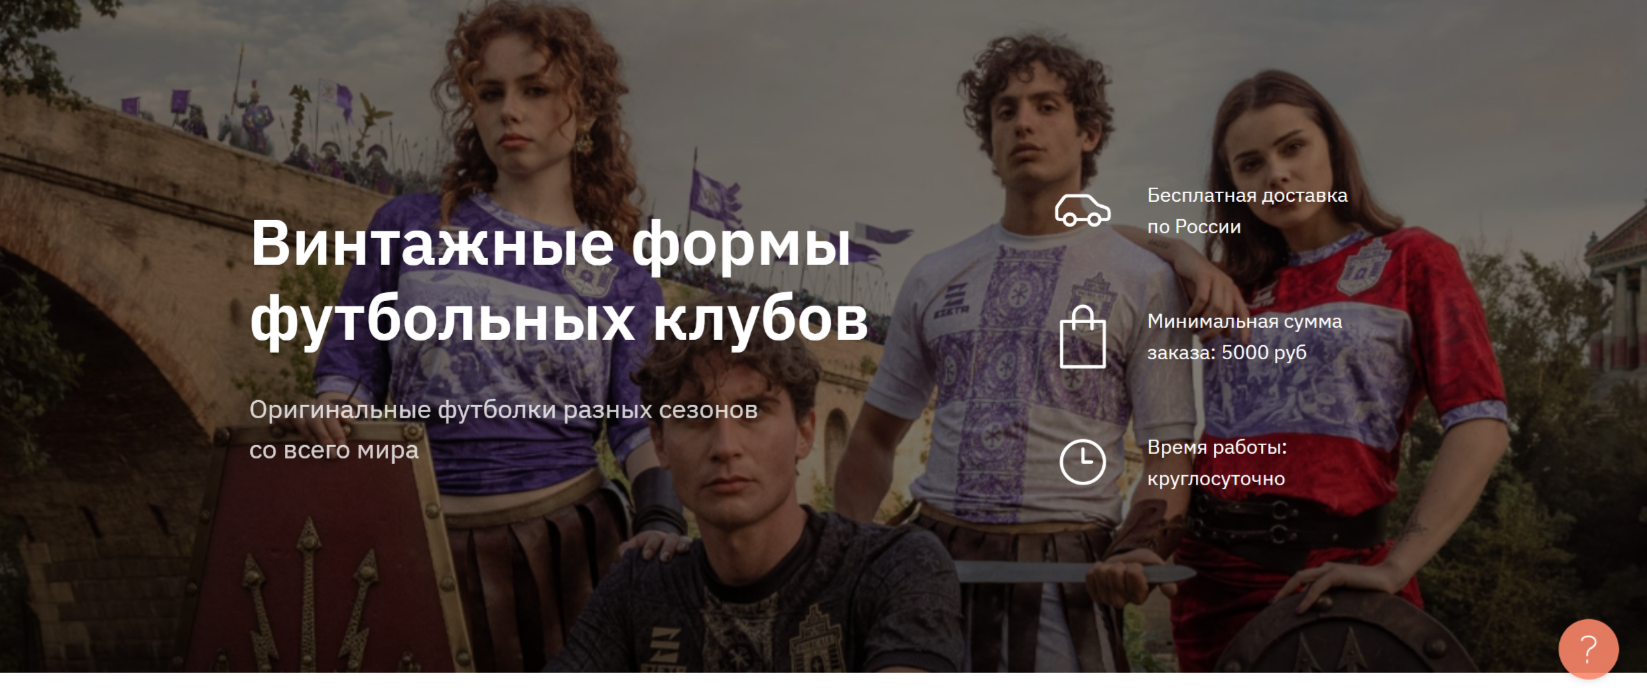 Винтажные формы
футбольных клубов
Оригинальные футболки разных сезонов
со всего мира
Бесплатная доставка
по России
Минимальная сумма
заказа: 5000 руб
Время работы:
круглосуточно
EZETA
?